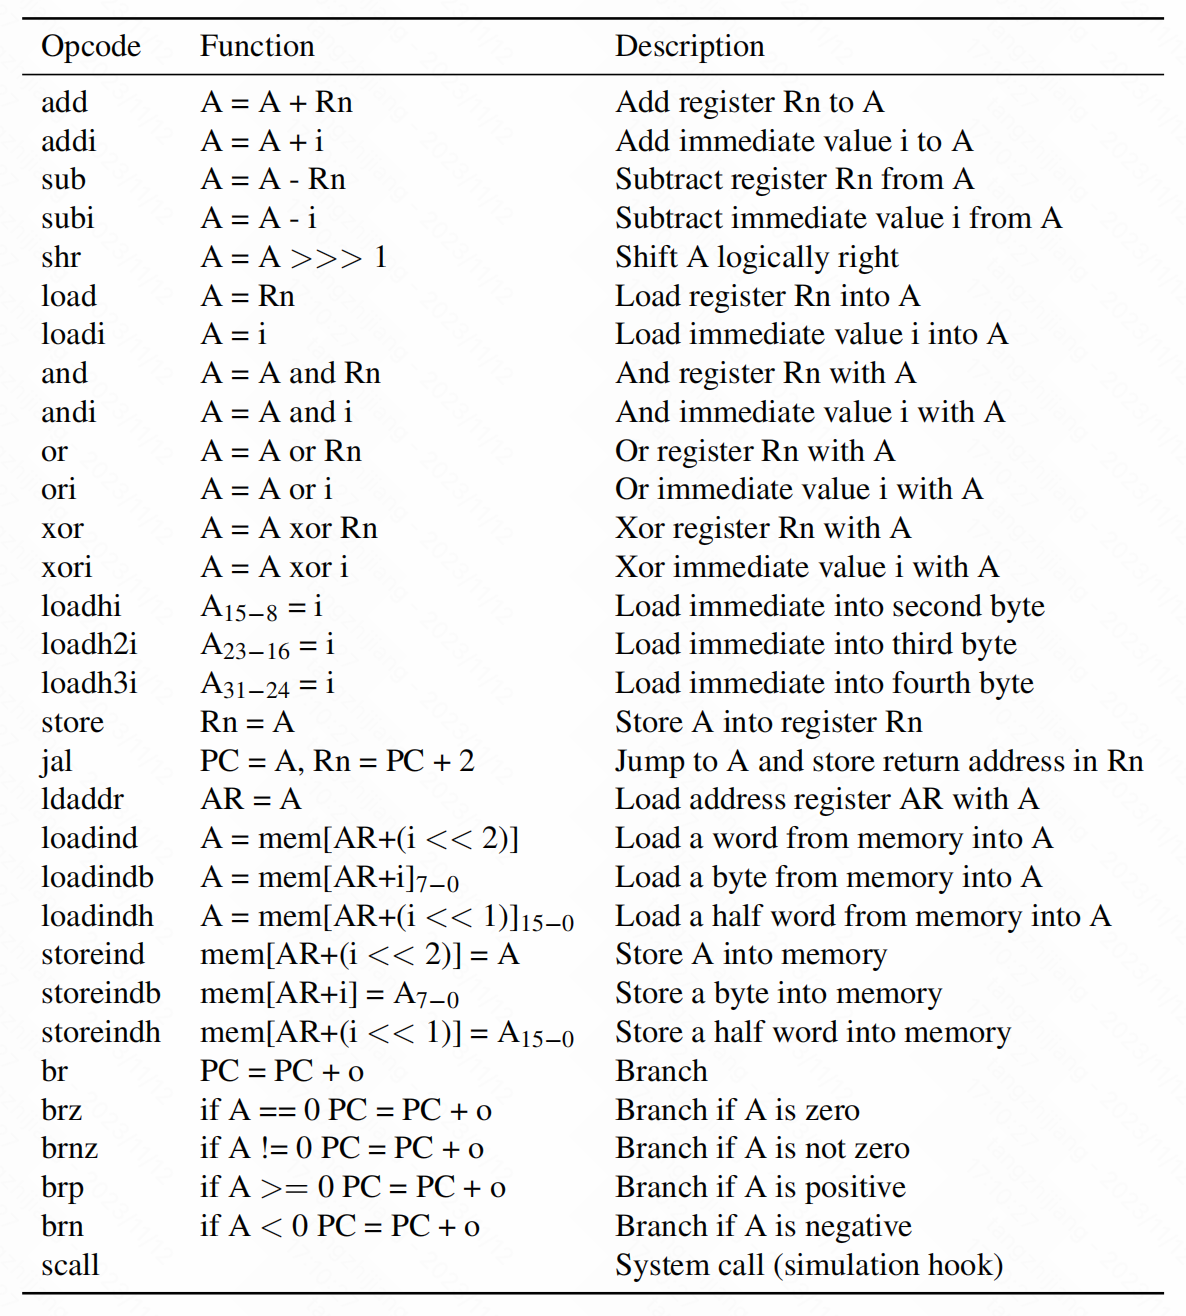 Opcode Function Description
add A = A + Rn Add register Rn to A
addi A = A + i Add immediate value i to A
sub A = A - Rn Subtract register Rn from A
subi A = A - i Subtract immediate value i from A
shr A = A >>> 1 Shift A logically right
load A = Rn Load register Rn into A
loadi A = i Load immediate value i into A
and A = A and Rn And register Rn with A
andi A = A and i And immediate value i with A
or A = A or Rn Or register Rn with A
ori A = A or i Or immediate value i with A
xor A = A xor Rn Xor register Rn with A
xori A = A xor i Xor immediate value i with A
loadhi A₁₅₋₈ = i Load immediate into second byte
loadh2i A₂₃₋₁₆ = i Load immediate into third byte
loadh3i A₃₁₋₂₄ = i Load immediate into fourth byte
store Rn = A Store A into register Rn
jal PC = A, Rn = PC + 2 Jump to A and store return address in Rn
ldaddr AR = A Load address register AR with A
loadind A = mem[AR+(i << 2)] Load a word from memory into A
loadindb A = mem[AR+i]₇₋₀ Load a byte from memory into A
loadindh A = mem[AR+(i << 1)]₁₅₋₀ Load a half word from memory into A
storeind mem[AR+(i << 2)] = A Store A into memory
storeindb mem[AR+i] = A₇₋₀ Store a byte into memory
storeindh mem[AR+(i << 1)] = A₁₅₋₀ Store a half word into memory
br PC = PC + o Branch
brz if A == 0 PC = PC + o Branch if A is zero
brnz if A != 0 PC = PC + o Branch if A is not zero
brp if A >= 0 PC = PC + o Branch if A is positive
brn if A < 0 PC = PC + o Branch if A is negative
scall System call (simulation hook)